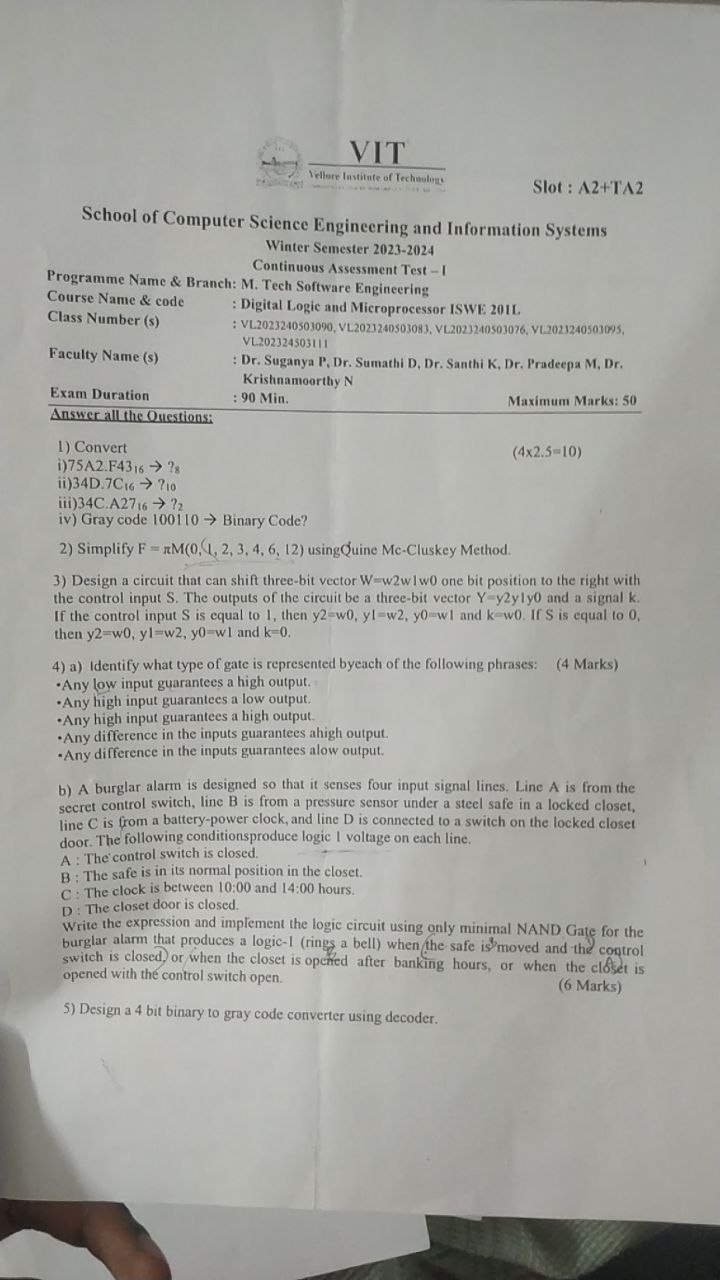 VIT
Vellore Institute of Technology
Slot : A2+TA2
School of Computer Science Engineering and Information Systems
Winter Semester 2023-2024
Continuous Assessment Test – I
Programme Name & Branch: M. Tech Software Engineering
Course Name & code : Digital Logic and Microprocessor ISWE 201L
Class Number (s) : VL2023240503090, VL2023240503083, VL2023240503076, VL2023240503095,
VL202324503111
Faculty Name (s) : Dr. Suganya P, Dr. Sumathi D, Dr. Santhi K, Dr. Pradeepa M, Dr.
Krishnamoorthy N
Exam Duration : 90 Min. Maximum Marks: 50
Answer all the Questions:
1) Convert (4x2.5=10)
i)75A2.F43₁₆ → ?₈
ii)34D.7C₁₆ → ?₁₀
iii)34C.A27₁₆ → ?₂
iv) Gray code 100110 → Binary Code?
2) Simplify F = πM(0, 1, 2, 3, 4, 6, 12) usingQuine Mc-Cluskey Method.
3) Design a circuit that can shift three-bit vector W=w2w1w0 one bit position to the right with
the control input S. The outputs of the circuit be a three-bit vector Y=y2y1y0 and a signal k.
If the control input S is equal to 1, then y2=w0, y1=w2, y0=w1 and k=w0. If S is equal to 0,
then y2=w0, y1=w2, y0=w1 and k=0.
4) a) Identify what type of gate is represented byeach of the following phrases: (4 Marks)
•Any low input guarantees a high output.
•Any high input guarantees a low output.
•Any high input guarantees a high output.
•Any difference in the inputs guarantees ahigh output.
•Any difference in the inputs guarantees alow output.
b) A burglar alarm is designed so that it senses four input signal lines. Line A is from the
secret control switch, line B is from a pressure sensor under a steel safe in a locked closet,
line C is from a battery-power clock, and line D is connected to a switch on the locked closet
door. The following conditionsproduce logic 1 voltage on each line.
A : The control switch is closed.
B : The safe is in its normal position in the closet.
C : The clock is between 10:00 and 14:00 hours.
D : The closet door is closed.
Write the expression and implement the logic circuit using only minimal NAND Gate for the
burglar alarm that produces a logic-1 (rings a bell) when the safe is moved and the control
switch is closed, or when the closet is opened after banking hours, or when the closet is
opened with the control switch open. (6 Marks)
5) Design a 4 bit binary to gray code converter using decoder.